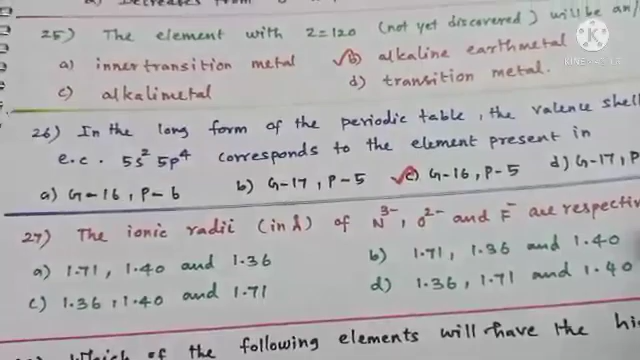 Decreases from
25) The element with Z=120 (not yet discovered) will be an/
a) inner transition metal b) alkaline earthmetal
c) alkalimetal d) transition metal.
26) In the long form of the periodic table, the valence shell
e.c. 5s² 5p⁴ corresponds to the element present in
a) G-16, P-6 b) G-17, P-5 c) G-16, P-5 d) G-17, P
27) The ionic radii (in Å) of N³⁻, O²⁻ and F⁻ are respective
a) 1.71, 1.40 and 1.36 b) 1.71, 1.36 and 1.40
c) 1.36, 1.40 and 1.71 d) 1.36, 1.71 and 1.40
Which of the following elements will have the hi